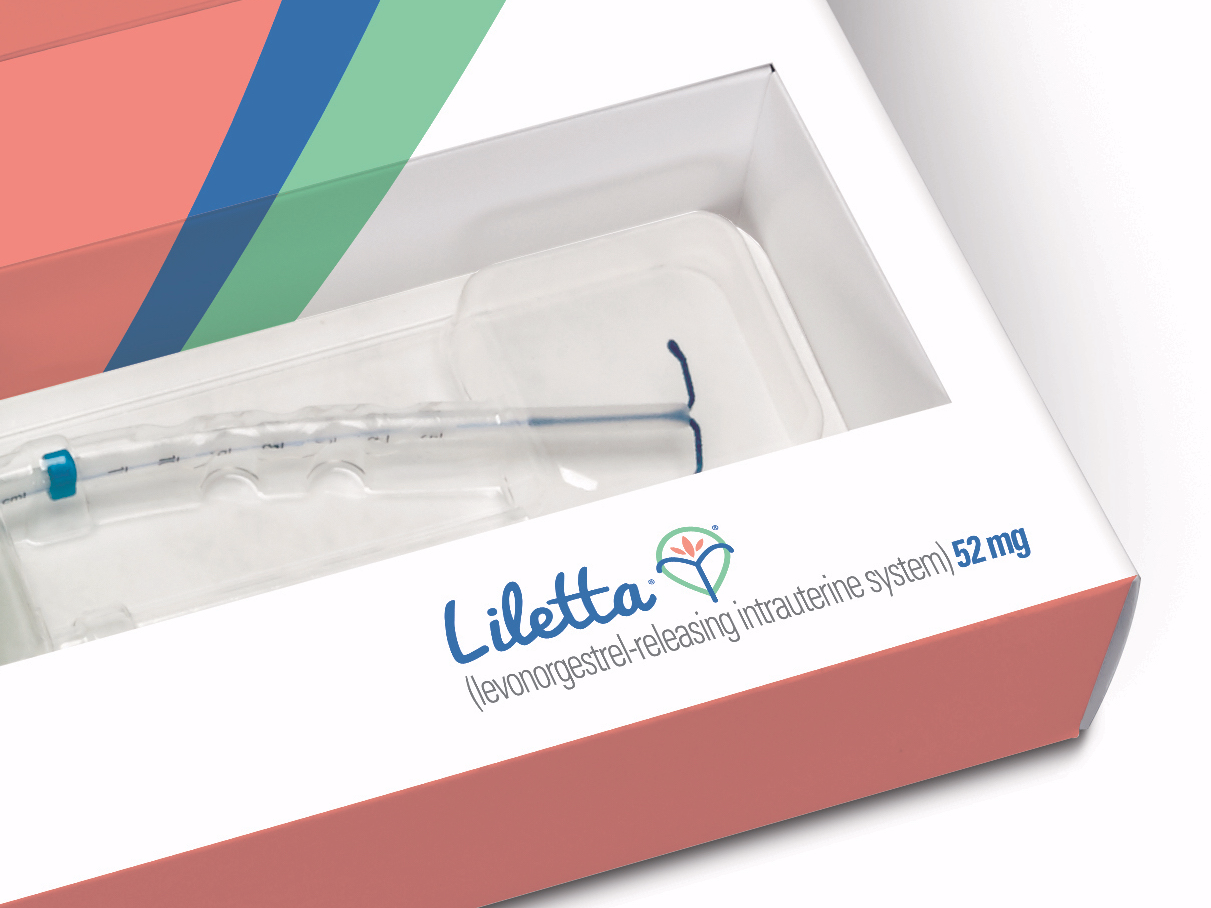 Liletta®
®
(levonorgestrel-releasing intrauterine system) 52 mg